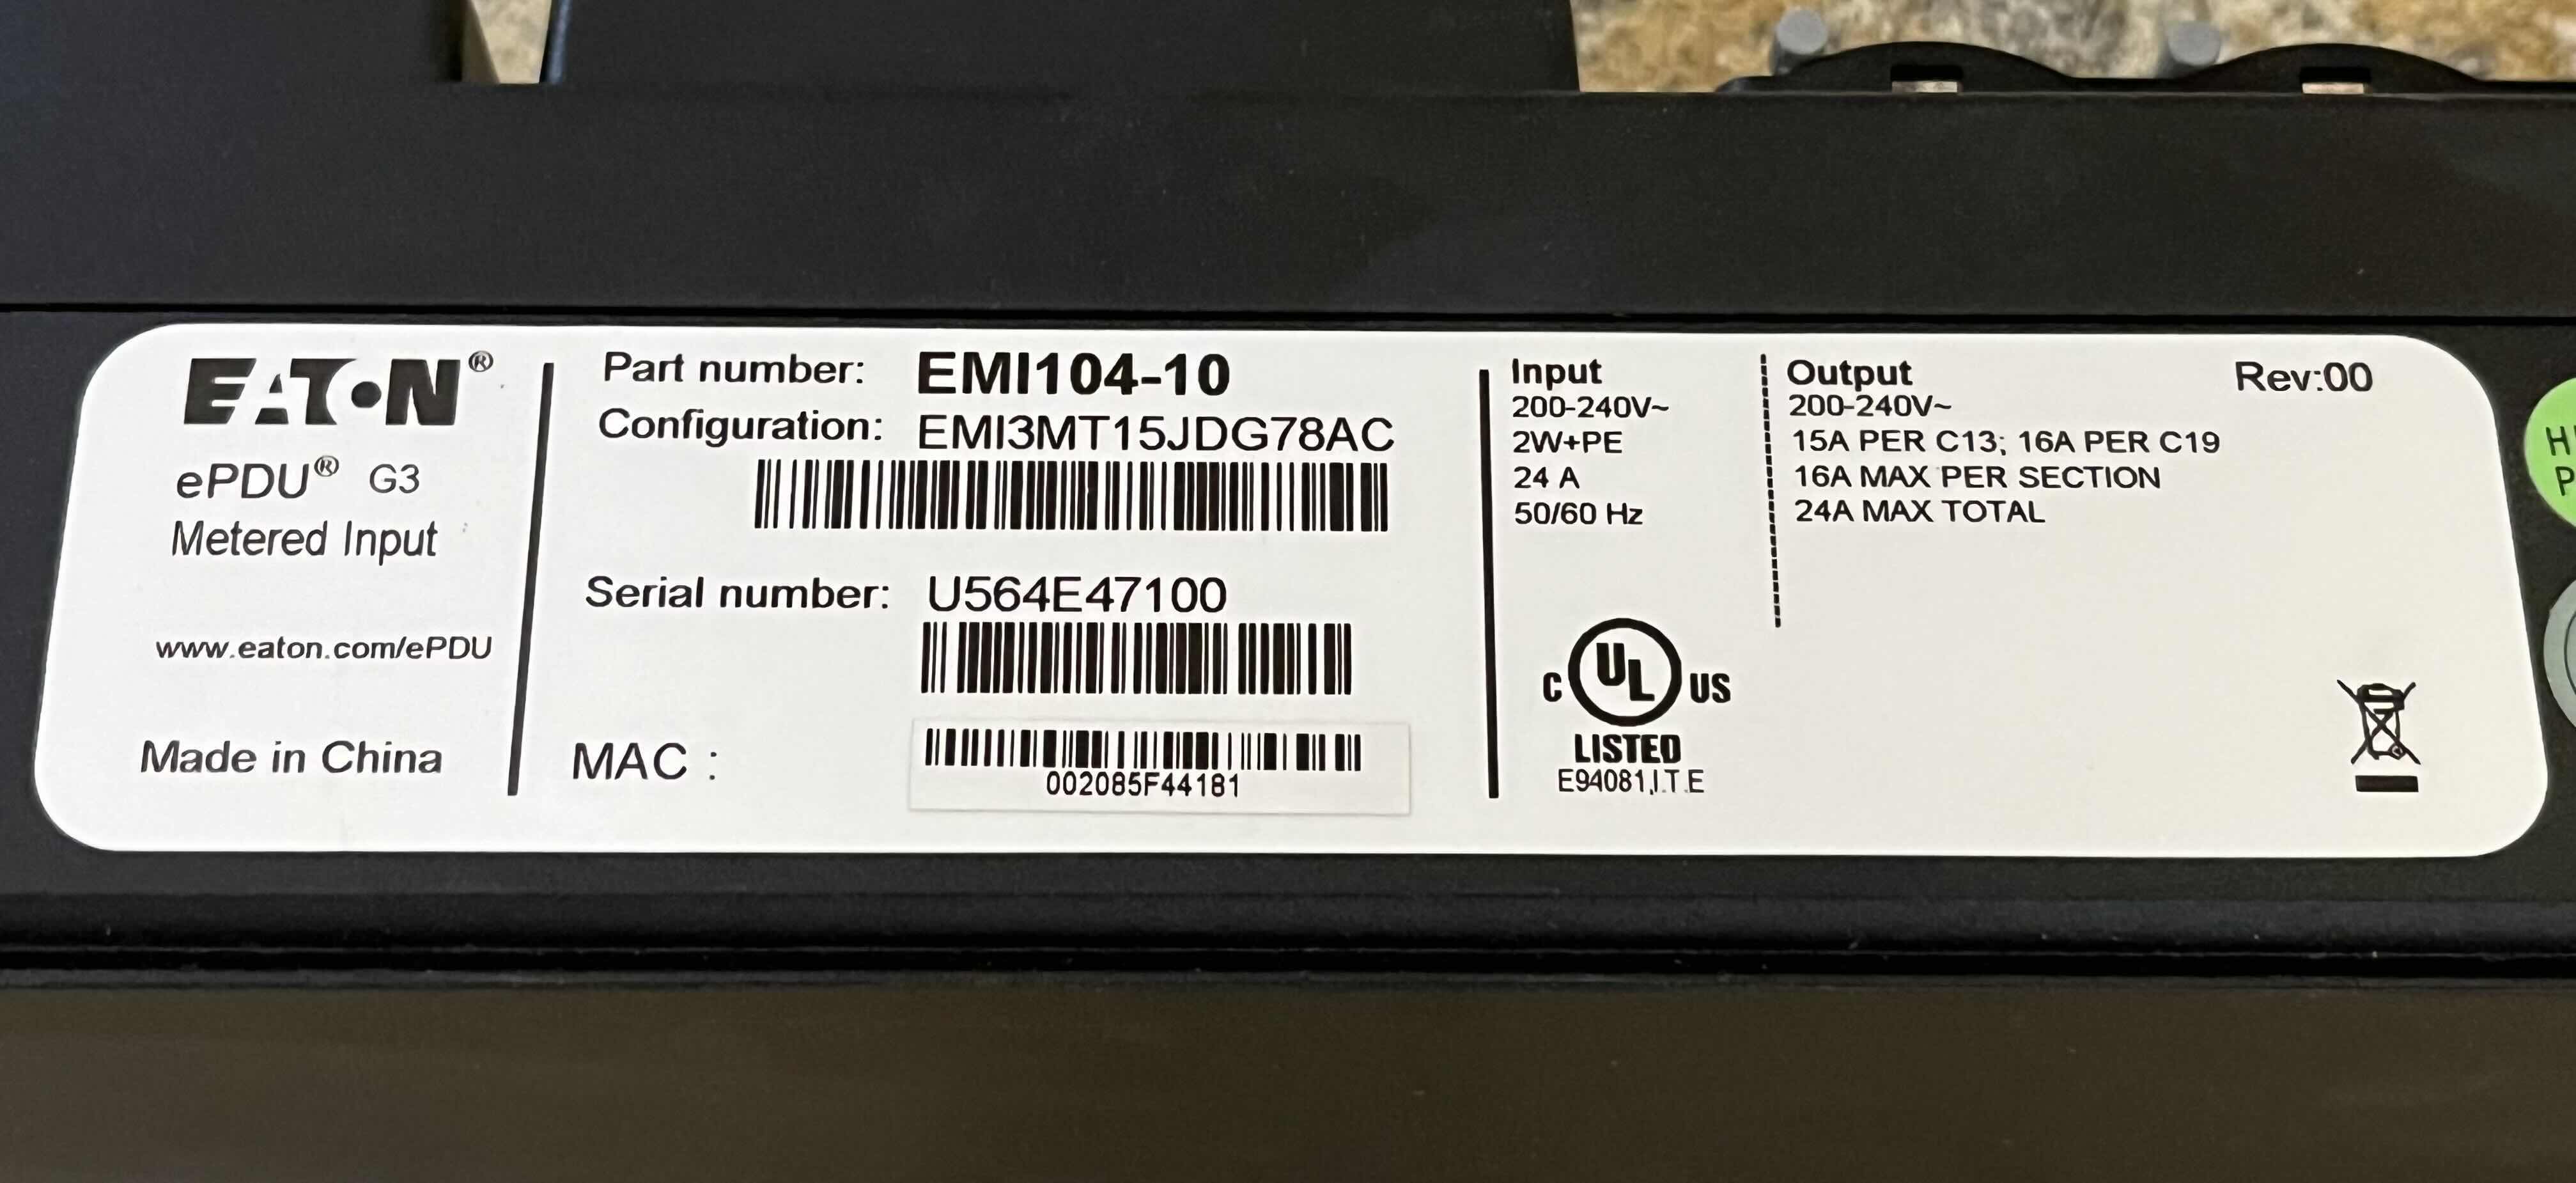 EATON®
ePDU® G3
Metered Input
www.eaton.com/ePDU
Made in China
Part number: EMI104-10
Configuration: EMI3MT15JDG78AC
Serial number: U564E47100
MAC :
002085F44181
Input
200-240V~
2W+PE
24 A
50/60 Hz
C UL US
LISTED
E94081,I.T.E
Output
200-240V~
15A PER C13; 16A PER C19
16A MAX PER SECTION
24A MAX TOTAL
Rev:00